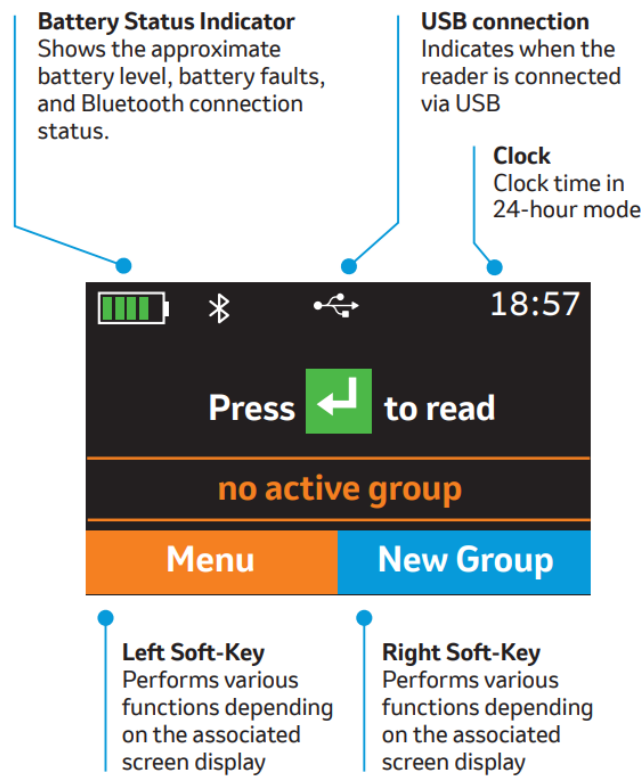 Battery Status Indicator
Shows the approximate
battery level, battery faults,
and Bluetooth connection
status.
USB connection
Indicates when the
reader is connected
via USB
Clock
Clock time in
24-hour mode
18:57
Press to read
no active group
Menu
New Group
Left Soft-Key
Performs various
functions depending
on the associated
screen display
Right Soft-Key
Performs various
functions depending
on the associated
screen display